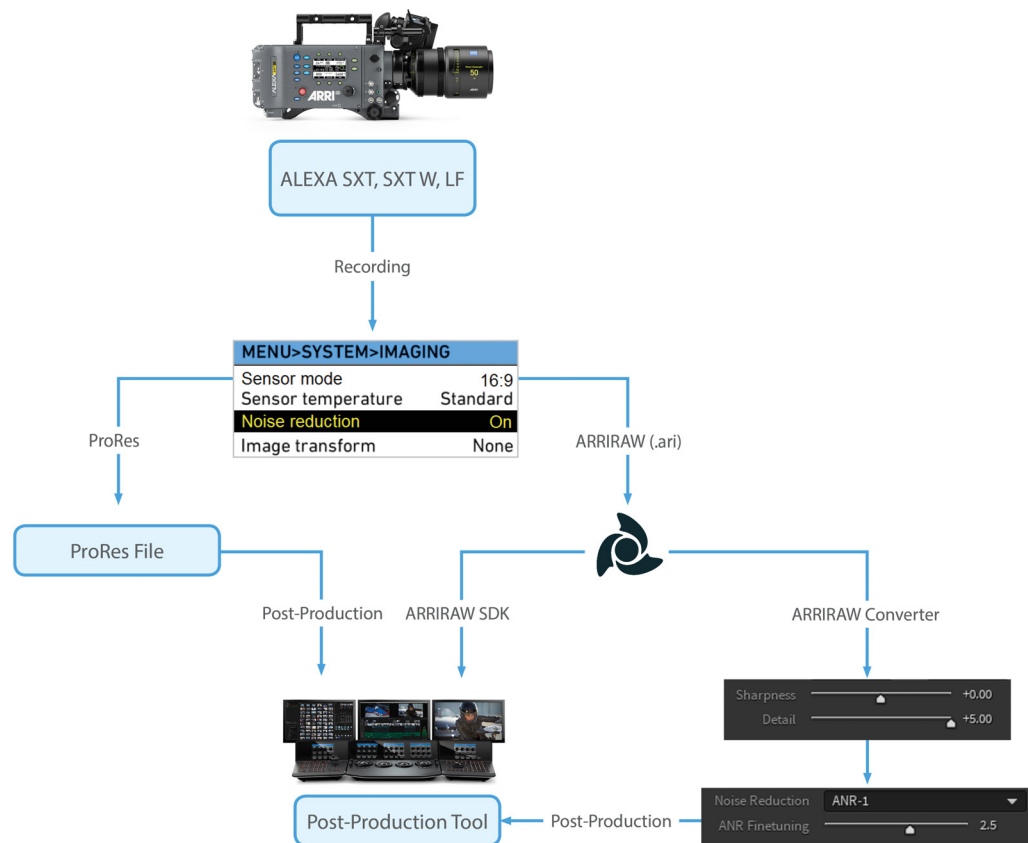 ALEXA
ARRI
50
ALEXA SXT, SXT W, LF
Recording
MENU>SYSTEM>IMAGING
Sensor mode 16:9
Sensor temperature Standard
Noise reduction On
Image transform None
ProRes
ARRIRAW (.ari)
ProRes File
Post-Production
ARRIRAW SDK
ARRIRAW Converter
Sharpness +0.00
Detail +5.00
Noise Reduction ANR-1
ANR Finetuning 2.5
Post-Production Tool
Post-Production